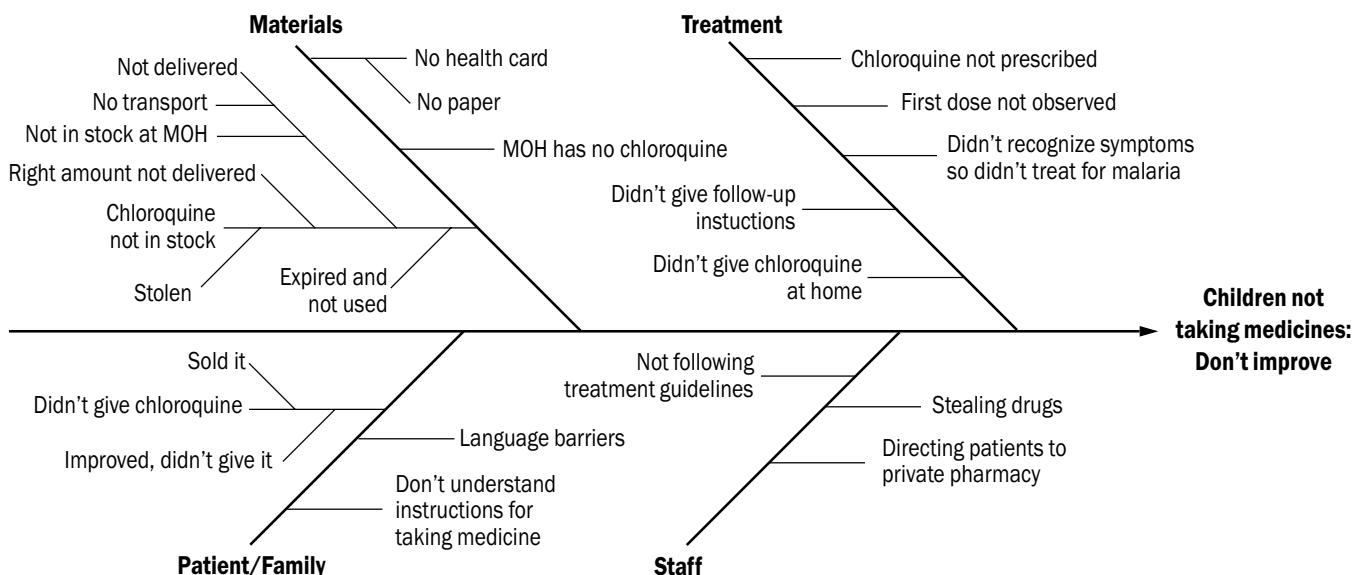 Materials
Treatment
Not delivered
No transport
Not in stock at MOH
Right amount not delivered
Chloroquine
not in stock
Stolen
Expired and
not used
No health card
No paper
MOH has no chloroquine
Chloroquine not prescribed
First dose not observed
Didn’t recognize symptoms
so didn’t treat for malaria
Didn’t give follow-up
instuctions
Didn’t give chloroquine
at home
Children not
taking medicines:
Don’t improve
Sold it
Didn’t give chloroquine
Improved, didn’t give it
Language barriers
Don’t understand
instructions for
taking medicine
Not following
treatment guidelines
Stealing drugs
Directing patients to
private pharmacy
Patient/Family
Staff